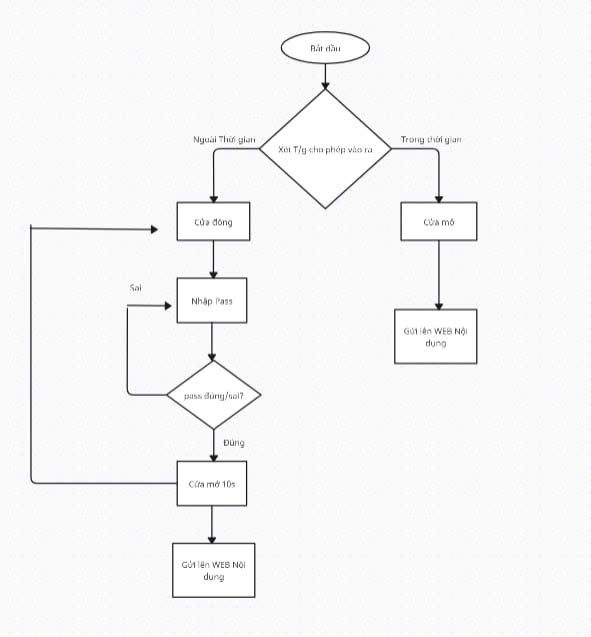 Bắt đầu
Ngoài Thời gian
Trong thời gian
Xét T/g cho phép vào ra
Cửa đóng
Cửa mở
Sai
Nhập Pass
Gửi lên WEB Nội
dung
pass đúng/sai?
Đúng
Cửa mở 10s
Gửi lên WEB Nội
dung